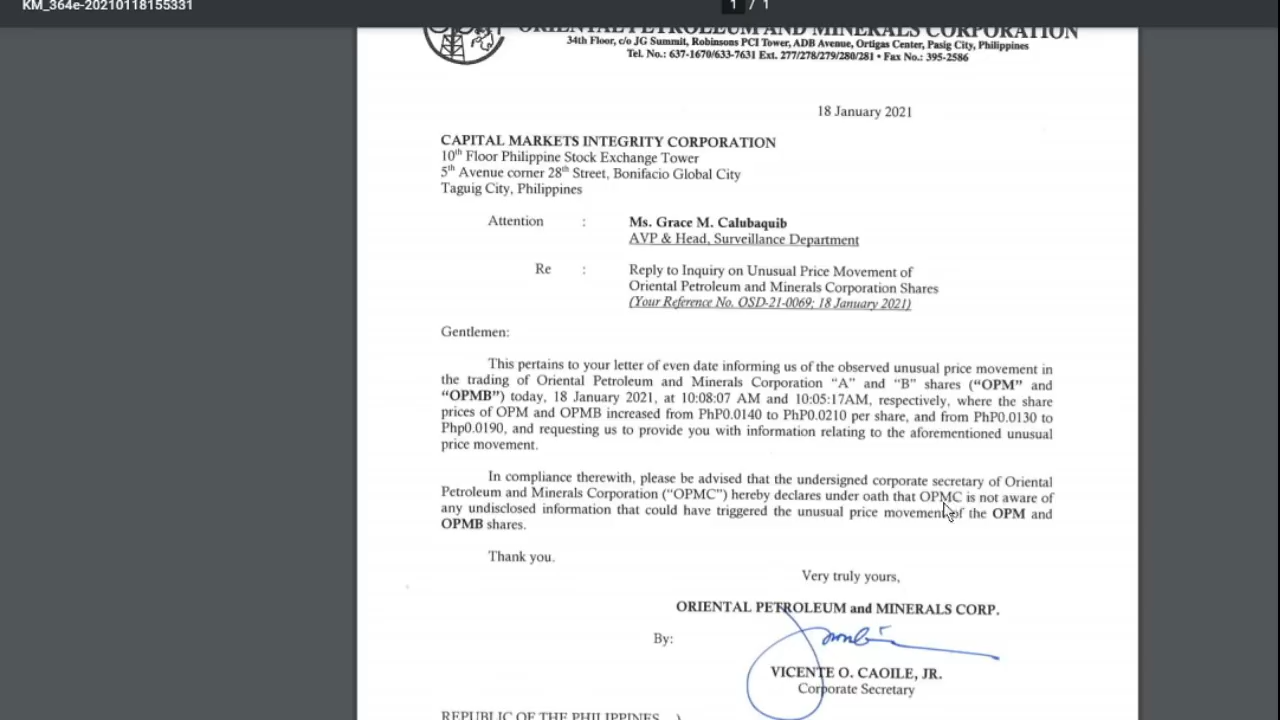 KM_364e-20210118155331
1 / 1
ORIENTAL PETROLEUM AND MINERALS CORPORATION
34th Floor, c/o JG Summit, Robinsons PCI Tower, ADB Avenue, Ortigas Center, Pasig City, Philippines
Tel. No.: 637-1670/633-7631 Ext. 277/278/279/280/281 • Fax No.: 395-2586
18 January 2021
CAPITAL MARKETS INTEGRITY CORPORATION
10th Floor Philippine Stock Exchange Tower
5th Avenue corner 28th Street, Bonifacio Global City
Taguig City, Philippines
Attention : Ms. Grace M. Calubaquib
AVP & Head, Surveillance Department
Re : Reply to Inquiry on Unusual Price Movement of
Oriental Petroleum and Minerals Corporation Shares
(Your Reference No. OSD-21-0069; 18 January 2021)
Gentlemen:
This pertains to your letter of even date informing us of the observed unusual price movement in
the trading of Oriental Petroleum and Minerals Corporation "A" and "B" shares ("OPM" and
"OPMB") today, 18 January 2021, at 10:08:07 AM and 10:05:17AM, respectively, where the share
prices of OPM and OPMB increased from PhP0.0140 to PhP0.0210 per share, and from PhP0.0130 to
Php0.0190, and requesting us to provide you with information relating to the aforementioned unusual
price movement.
In compliance therewith, please be advised that the undersigned corporate secretary of Oriental
Petroleum and Minerals Corporation ("OPMC") hereby declares under oath that OPMC is not aware of
any undisclosed information that could have triggered the unusual price movement of the OPM and
OPMB shares.
Thank you.
Very truly yours,
ORIENTAL PETROLEUM and MINERALS CORP.
By:
VICENTE O. CAOILE, JR.
Corporate Secretary
REPUBLIC OF THE PHILIPPINES )